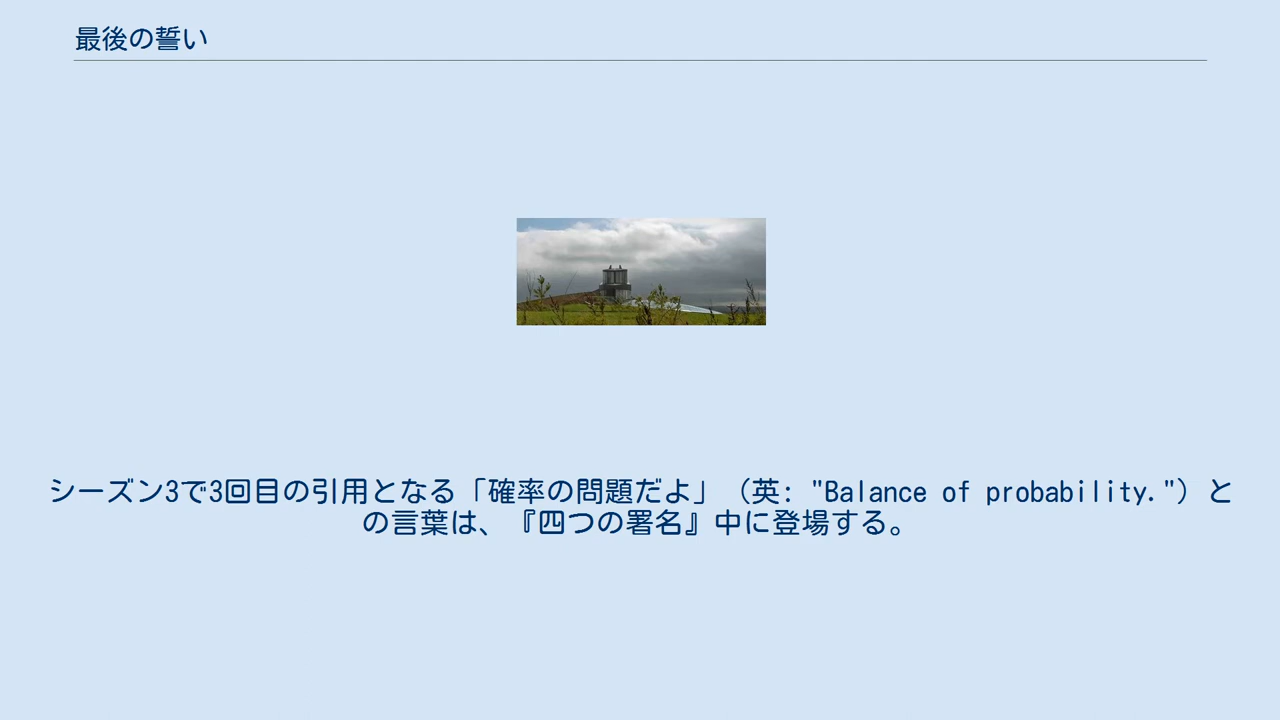 最後の誓い
シーズン3で3回目の引用となる「確率の問題だよ」（英: "Balance of probability."）と
の言葉は、『四つの署名』中に登場する。